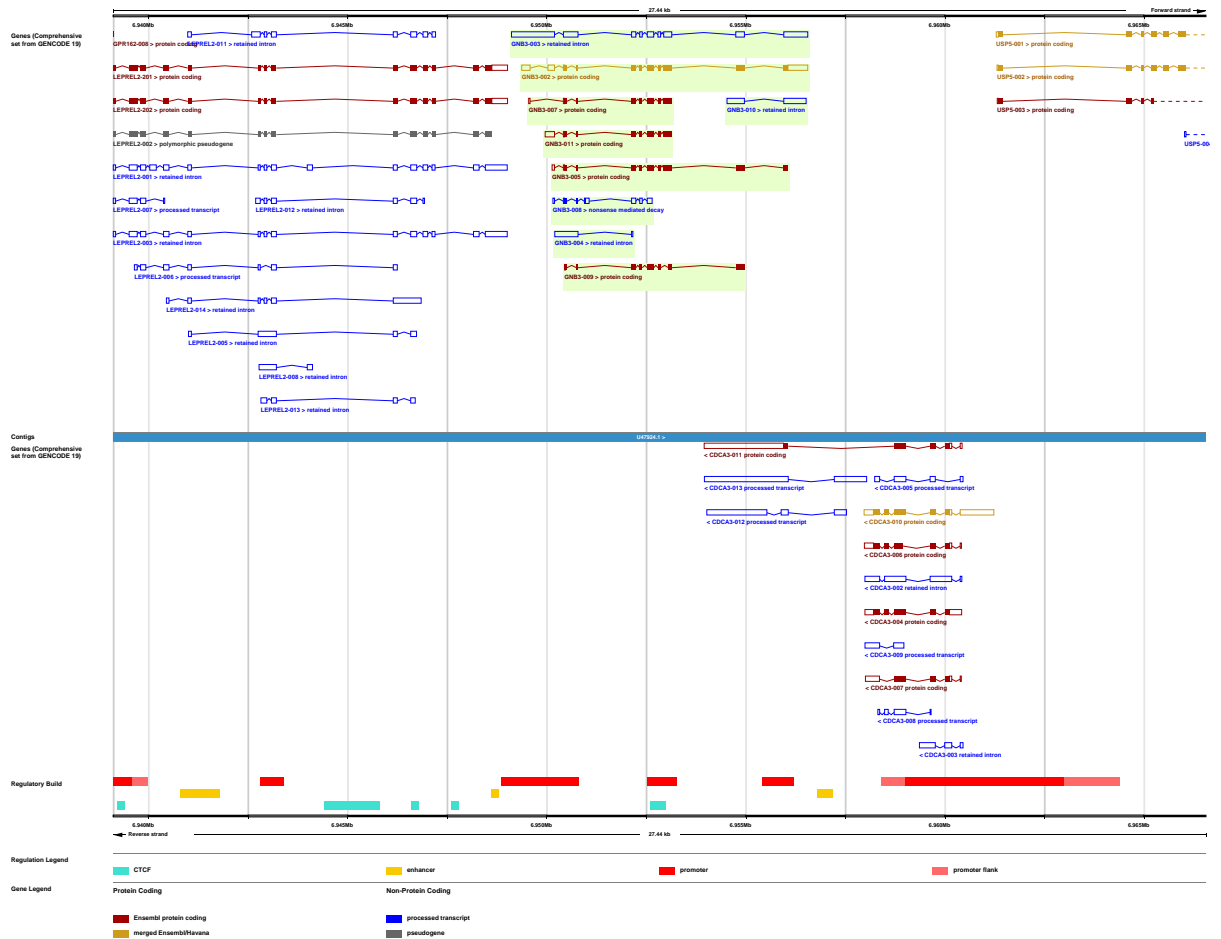 27.44 kb
Forward strand
6.940Mb 6.945Mb 6.950Mb 6.955Mb 6.960Mb 6.965Mb
Genes (Comprehensive
set from GENCODE 19)
GPR162-008 > protein coding LEPREL2-011 > retained intron GNB3-003 > retained intron USP5-001 > protein coding
LEPREL2-201 > protein coding GNB3-002 > protein coding USP5-002 > protein coding
LEPREL2-202 > protein coding GNB3-007 > protein coding GNB3-010 > retained intron USP5-003 > protein coding
LEPREL2-002 > polymorphic pseudogene GNB3-011 > protein coding USP5-00
LEPREL2-001 > retained intron GNB3-005 > protein coding
LEPREL2-007 > processed transcript LEPREL2-012 > retained intron GNB3-008 > nonsense mediated decay
LEPREL2-003 > retained intron GNB3-004 > retained intron
LEPREL2-006 > processed transcript GNB3-009 > protein coding
LEPREL2-014 > retained intron
LEPREL2-005 > retained intron
LEPREL2-008 > retained intron
LEPREL2-013 > retained intron
Contigs U47924.1 >
Genes (Comprehensive
set from GENCODE 19)
< CDCA3-011 protein coding
< CDCA3-013 processed transcript < CDCA3-005 processed transcript
< CDCA3-012 processed transcript < CDCA3-010 protein coding
< CDCA3-006 protein coding
< CDCA3-002 retained intron
< CDCA3-004 protein coding
< CDCA3-009 processed transcript
< CDCA3-007 protein coding
< CDCA3-008 processed transcript
< CDCA3-003 retained intron
Regulatory Build
6.940Mb 6.945Mb 6.950Mb 6.955Mb 6.960Mb 6.965Mb
Reverse strand 27.44 kb
Regulation Legend
CTCF enhancer promoter promoter flank
Gene Legend Protein Coding Non-Protein Coding
Ensembl protein coding processed transcript
merged Ensembl/Havana pseudogene